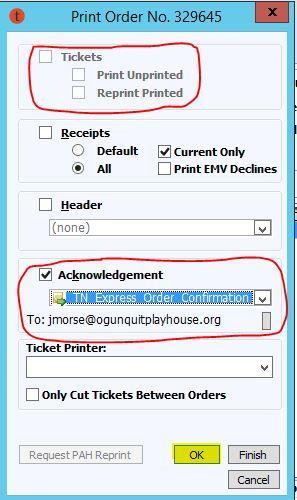 t Print Order No. 329645 x
Tickets
Print Unprinted
Reprint Printed
Receipts
Default
Current Only
All
Print EMV Declines
Header
(none)
Acknowledgement
TN Express Order Confirmation
To: jmorse@ogunquitplayhouse.org
Ticket Printer:
Only Cut Tickets Between Orders
Request PAH Reprint
OK
Finish
Cancel